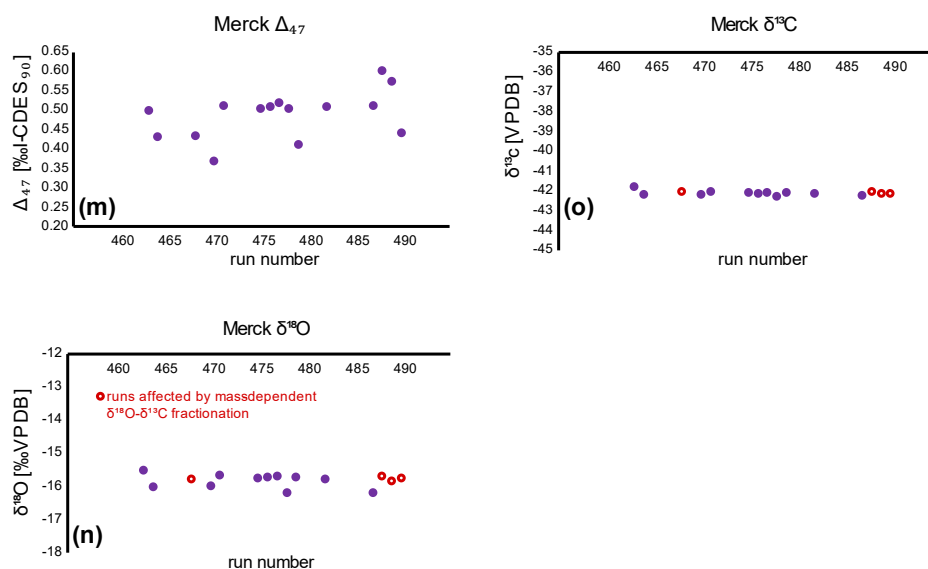 Merck Δ₄₇
0.65
0.60
0.55
0.50
0.45
0.40
0.35
0.30
0.25
0.20
Δ₄₇ [‰I-CDES₉₀]
(m)
460 465 470 475 480 485 490
run number
Merck δ¹³C
-35
-36
-37
-38
-39
-40
-41
-42
-43
-44
-45
δ¹³c [VPDB]
460 465 470 475 480 485 490
(o)
run number
Merck δ¹⁸O
-12
-13
-14
-15
-16
-17
-18
δ¹⁸O [‰VPDB]
460 465 470 475 480 485 490
runs affected by massdependent
δ¹⁸O-δ¹³C fractionation
(n)
run number